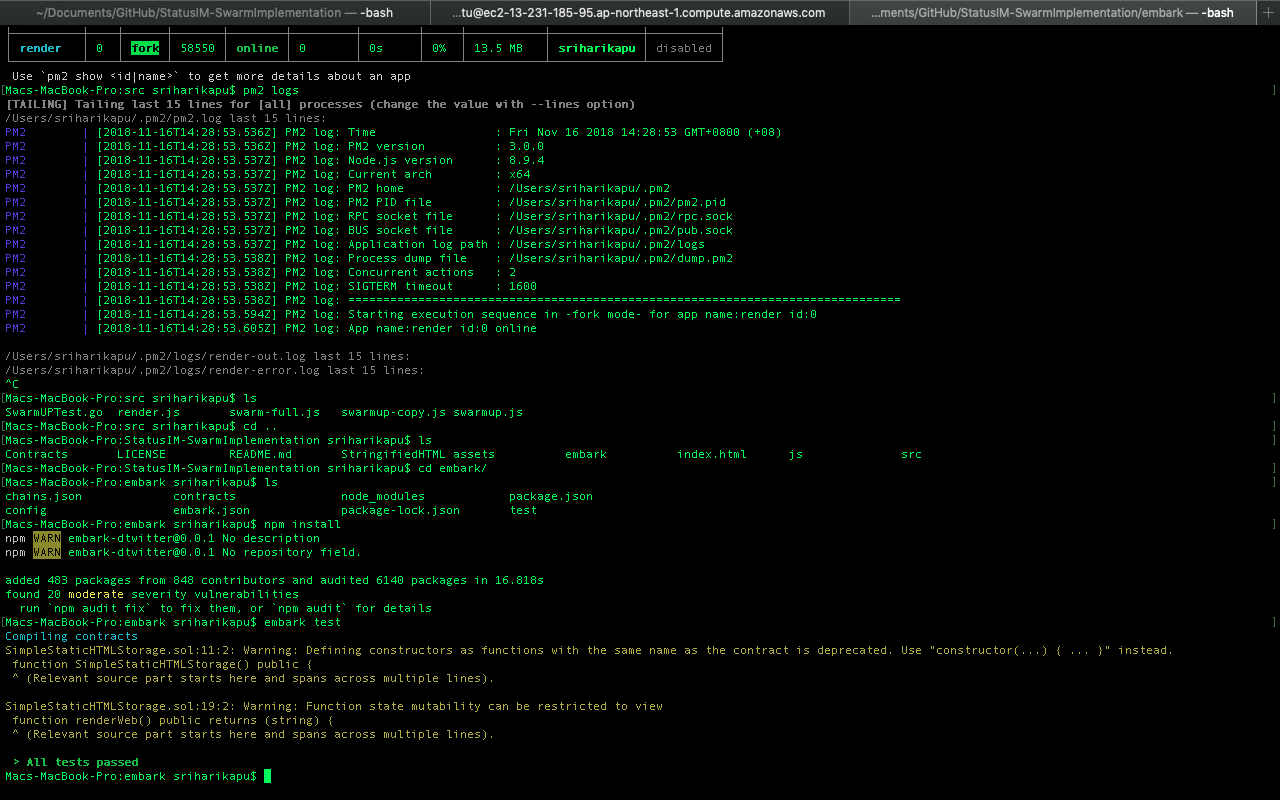 ~/Documents/GitHub/StatusIM-SwarmImplementation — -bash
...tu@ec2-13-231-185-95.ap-northeast-1.compute.amazonaws.com
...ments/GitHub/StatusIM-SwarmImplementation/embark — -bash
render 0 fork 58550 online 0 0s 0% 13.5 MB sriharikapu disabled
Use `pm2 show <id|name>` to get more details about an app
[Macs-MacBook-Pro:src sriharikapu$ pm2 logs ]
[TAILING] Tailing last 15 lines for [all] processes (change the value with --lines option)
/Users/sriharikapu/.pm2/pm2.log last 15 lines:
PM2 | [2018-11-16T14:28:53.536Z] PM2 log: Time : Fri Nov 16 2018 14:28:53 GMT+0800 (+08)
PM2 | [2018-11-16T14:28:53.536Z] PM2 log: PM2 version : 3.0.0
PM2 | [2018-11-16T14:28:53.537Z] PM2 log: Node.js version : 8.9.4
PM2 | [2018-11-16T14:28:53.537Z] PM2 log: Current arch : x64
PM2 | [2018-11-16T14:28:53.537Z] PM2 log: PM2 home : /Users/sriharikapu/.pm2
PM2 | [2018-11-16T14:28:53.537Z] PM2 log: PM2 PID file : /Users/sriharikapu/.pm2/pm2.pid
PM2 | [2018-11-16T14:28:53.537Z] PM2 log: RPC socket file : /Users/sriharikapu/.pm2/rpc.sock
PM2 | [2018-11-16T14:28:53.537Z] PM2 log: BUS socket file : /Users/sriharikapu/.pm2/pub.sock
PM2 | [2018-11-16T14:28:53.537Z] PM2 log: Application log path : /Users/sriharikapu/.pm2/logs
PM2 | [2018-11-16T14:28:53.538Z] PM2 log: Process dump file : /Users/sriharikapu/.pm2/dump.pm2
PM2 | [2018-11-16T14:28:53.538Z] PM2 log: Concurrent actions : 2
PM2 | [2018-11-16T14:28:53.538Z] PM2 log: SIGTERM timeout : 1600
PM2 | [2018-11-16T14:28:53.538Z] PM2 log: ===============================================================================
PM2 | [2018-11-16T14:28:53.594Z] PM2 log: Starting execution sequence in -fork mode- for app name:render id:0
PM2 | [2018-11-16T14:28:53.605Z] PM2 log: App name:render id:0 online
/Users/sriharikapu/.pm2/logs/render-out.log last 15 lines:
/Users/sriharikapu/.pm2/logs/render-error.log last 15 lines:
^C
[Macs-MacBook-Pro:src sriharikapu$ ls ]
SwarmUPTest.go render.js swarm-full.js swarmup-copy.js swarmup.js
[Macs-MacBook-Pro:src sriharikapu$ cd .. ]
[Macs-MacBook-Pro:StatusIM-SwarmImplementation sriharikapu$ ls ]
Contracts LICENSE README.md StringifiedHTML assets embark index.html js src
[Macs-MacBook-Pro:StatusIM-SwarmImplementation sriharikapu$ cd embark/ ]
[Macs-MacBook-Pro:embark sriharikapu$ ls ]
chains.json contracts node_modules package.json
config embark.json package-lock.json test
[Macs-MacBook-Pro:embark sriharikapu$ npm install ]
npm WARN embark-dtwitter@0.0.1 No description
npm WARN embark-dtwitter@0.0.1 No repository field.
added 483 packages from 848 contributors and audited 6140 packages in 16.818s
found 20 moderate severity vulnerabilities
run `npm audit fix` to fix them, or `npm audit` for details
[Macs-MacBook-Pro:embark sriharikapu$ embark test ]
Compiling contracts
SimpleStaticHTMLStorage.sol:11:2: Warning: Defining constructors as functions with the same name as the contract is deprecated. Use "constructor(...) { ... }" instead.
function SimpleStaticHTMLStorage() public {
^ (Relevant source part starts here and spans across multiple lines).
SimpleStaticHTMLStorage.sol:19:2: Warning: Function state mutability can be restricted to view
function renderWeb() public returns (string) {
^ (Relevant source part starts here and spans across multiple lines).
> All tests passed
Macs-MacBook-Pro:embark sriharikapu$